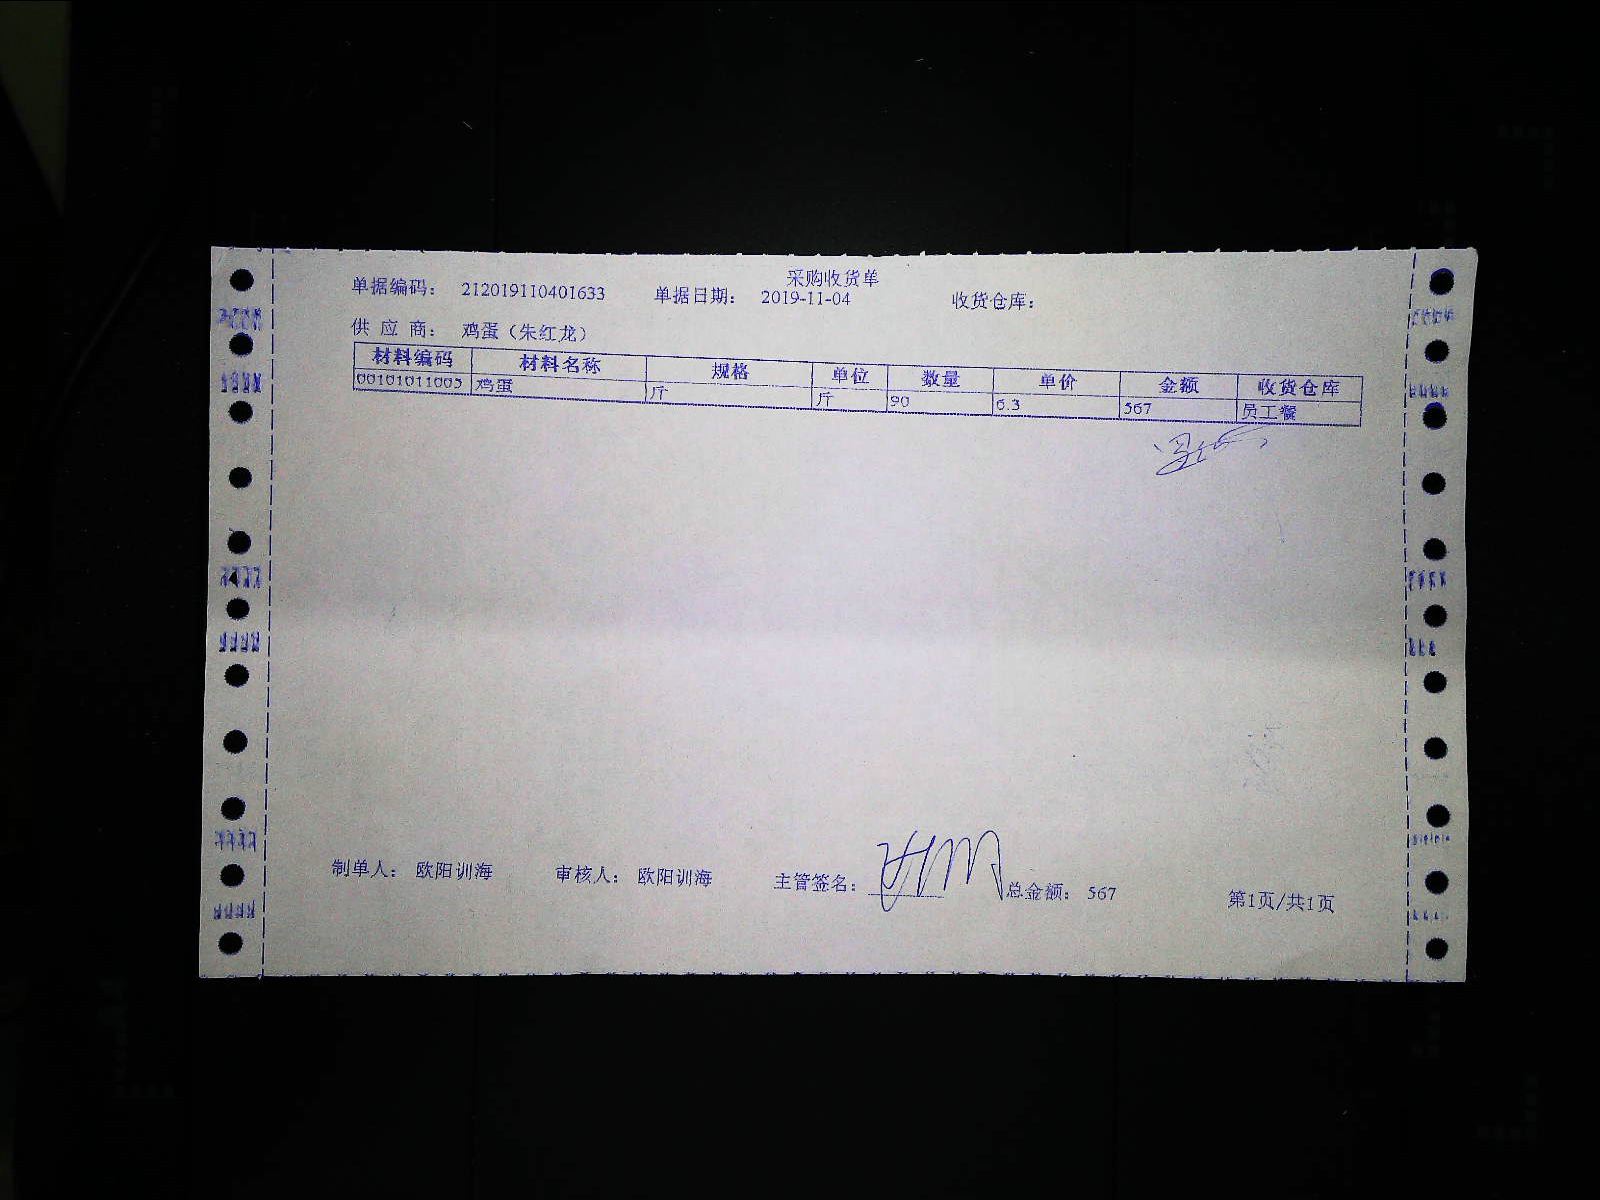 采购收货单
单据编码： 212019110401633 单据日期： 2019-11-04 收货仓库：
供 应 商： 鸡蛋（朱红龙）
材料编码 材料名称 规格 单位 数量 单价 金额 收货仓库
00101011005 鸡蛋 斤 斤 90 6.3 567 员工餐
制单人： 欧阳训海 审核人： 欧阳训海 主管签名： 总金额： 567 第1页/共1页